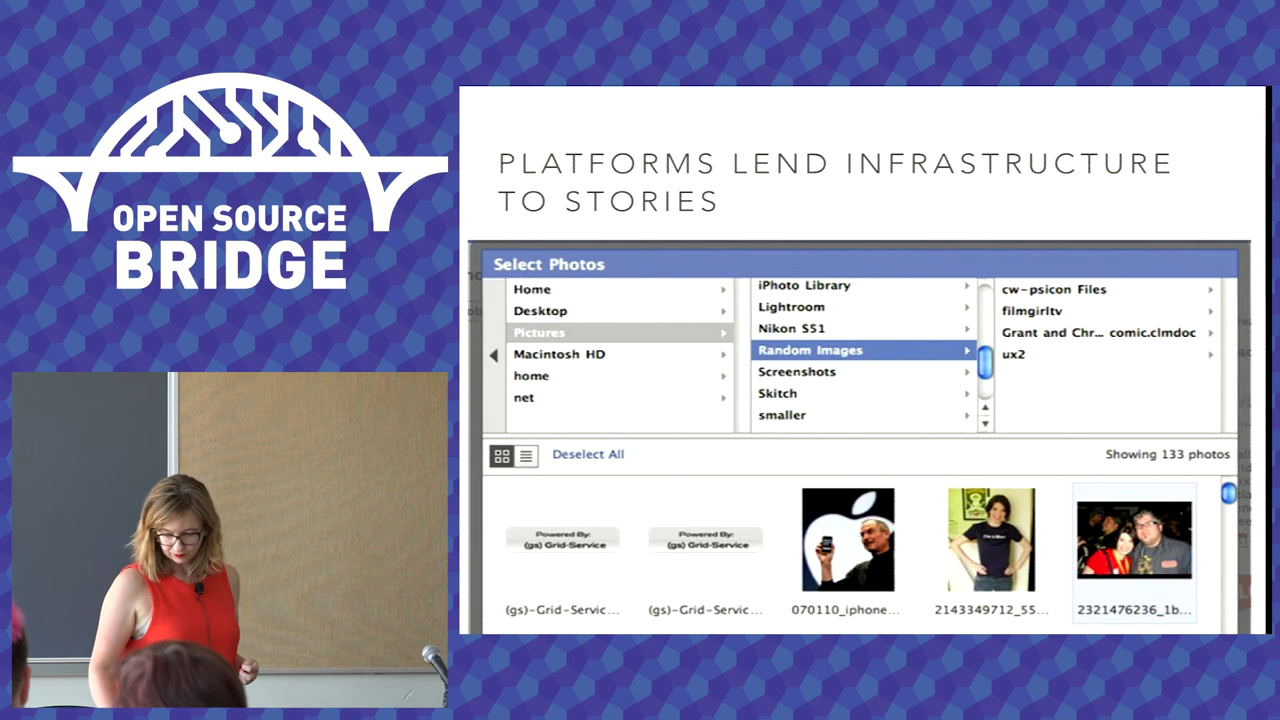 OPEN SOURCE
BRIDGE
PLATFORMS LEND INFRASTRUCTURE
TO STORIES
Select Photos
Home
Desktop
Pictures
Macintosh HD
home
net
iPhoto Library
Lightroom
Nikon S51
Random Images
Screenshots
Skitch
smaller
cw-psicon Files
filmgirltv
Grant and Chr... comic.clmdoc
ux2
Deselect All
Showing 133 photos
Powered By:
(gs) Grid-Service
Powered By:
(gs) Grid-Service
(gs)-Grid-Servic...
(gs)-Grid-Servic...
070110_iphone...
2143349712_55...
2321476236_1b...